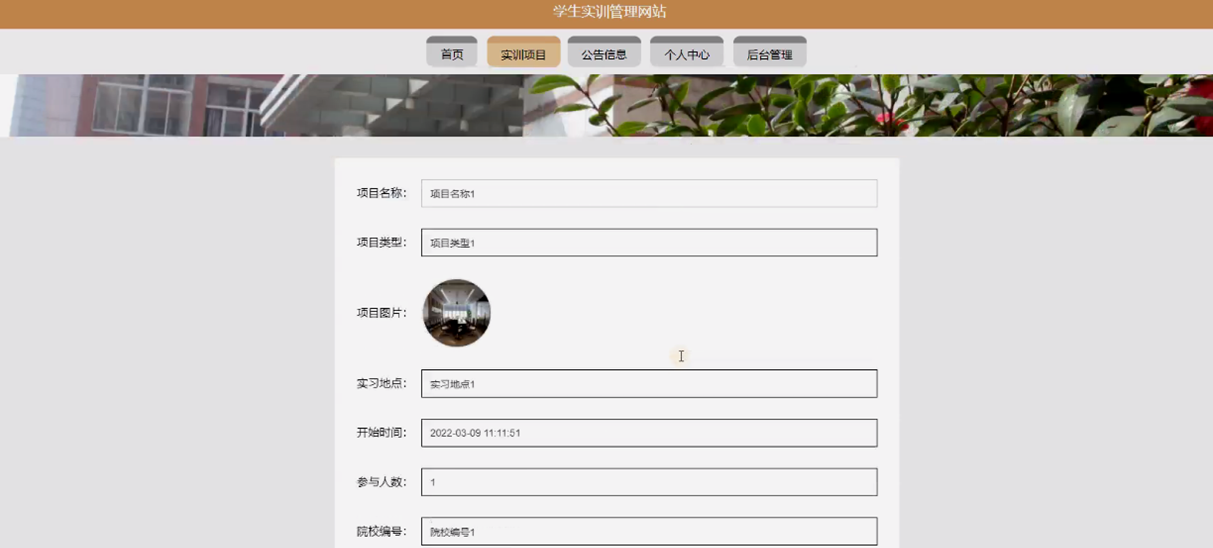 学生实训管理网站
首页 实训项目 公告信息 个人中心 后台管理
项目名称： 项目名称1
项目类型： 项目类型1
项目图片：
实习地点： 实习地点1
开始时间： 2022-03-09 11:11:51
参与人数： 1
院校编号： 院校编号1